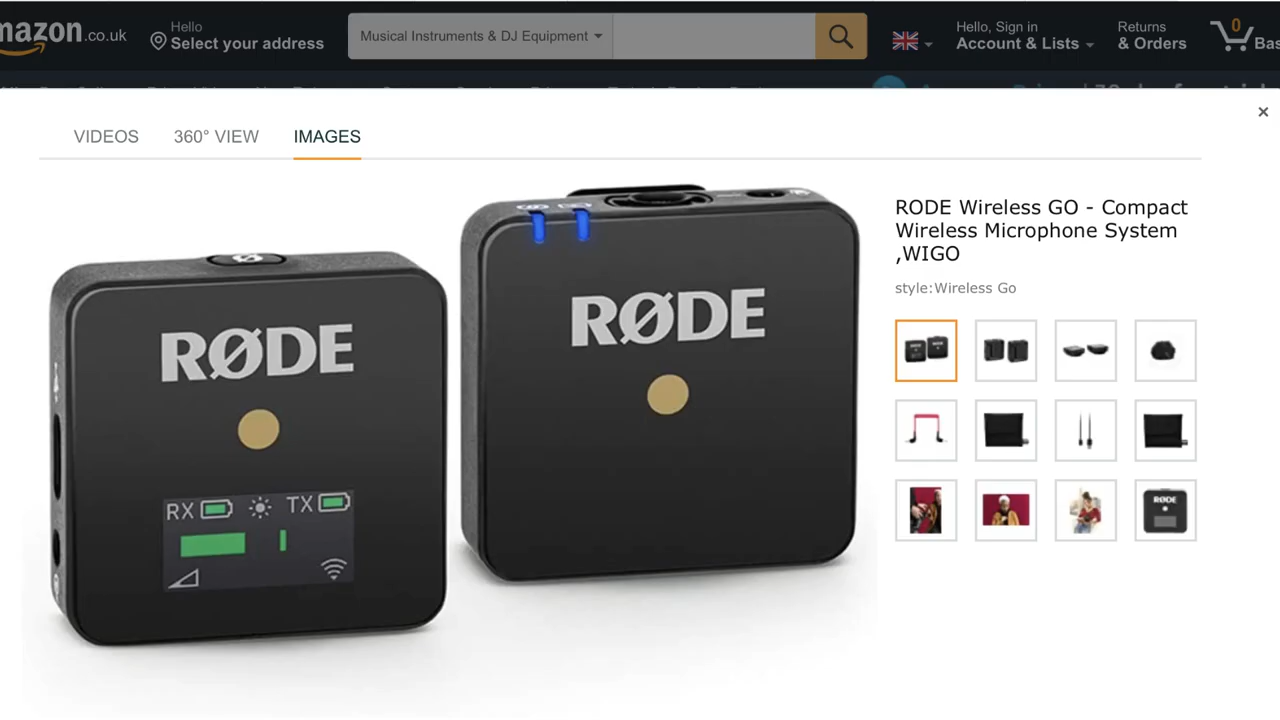 mazon.co.uk
Hello
Select your address
Musical Instruments & DJ Equipment
Hello, Sign in
Account & Lists
Returns
& Orders
0
Bas
VIDEOS
360° VIEW
IMAGES
RØDE
RX
TX
RØDE
RODE Wireless GO - Compact
Wireless Microphone System
,WIGO
style:Wireless Go
RØDE